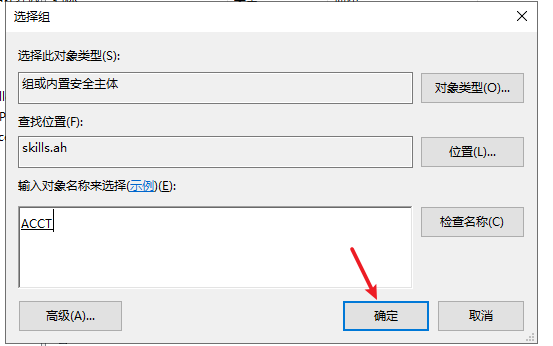 选择组
选择此对象类型(S):
组或内置安全主体
对象类型(O)...
查找位置(F):
skills.ah
位置(L)...
输入对象名称来选择(示例)(E):
ACCT
检查名称(C)
高级(A)...
确定
取消